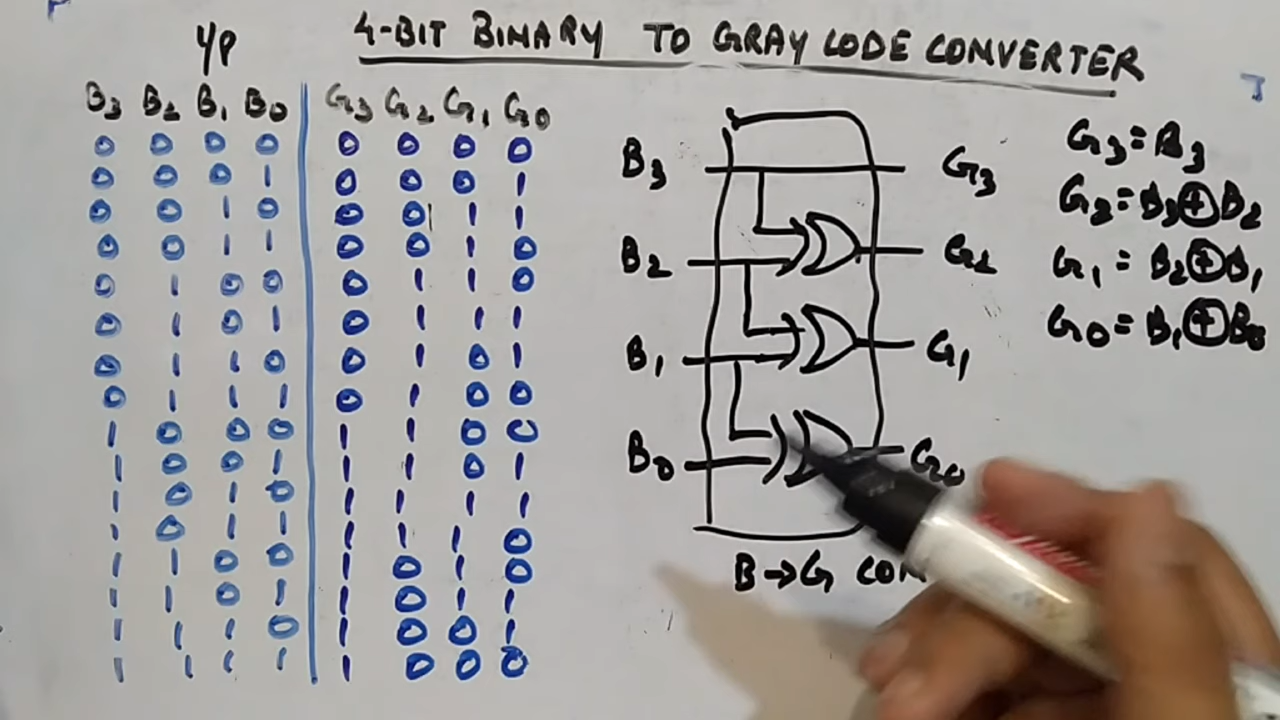 4-BIT BINARY TO GRAY CODE CONVERTER
I/P
B3 B2 B1 B0 G3 G2 G1 G0
0 0 0 0 0 0 0 0
0 0 0 1 0 0 0 1
0 0 1 0 0 0 1 1
0 0 1 1 0 0 1 0
0 1 0 0 0 1 1 0
0 1 0 1 0 1 1 1
0 1 1 0 0 1 0 1
0 1 1 1 0 1 0 0
1 0 0 0 1 1 0 0
1 0 0 1 1 1 0 1
1 0 1 0 1 1 1 1
1 0 1 1 1 1 1 0
1 1 0 0 1 0 1 0
1 1 0 1 1 0 1 1
1 1 1 0 1 0 0 1
1 1 1 1 1 0 0 0
B3 G3
B2 G2
B1 G1
B0 G0
B→G
G3 = B3
G2 = B3⊕B2
G1 = B2⊕B1
G0 = B1⊕B0